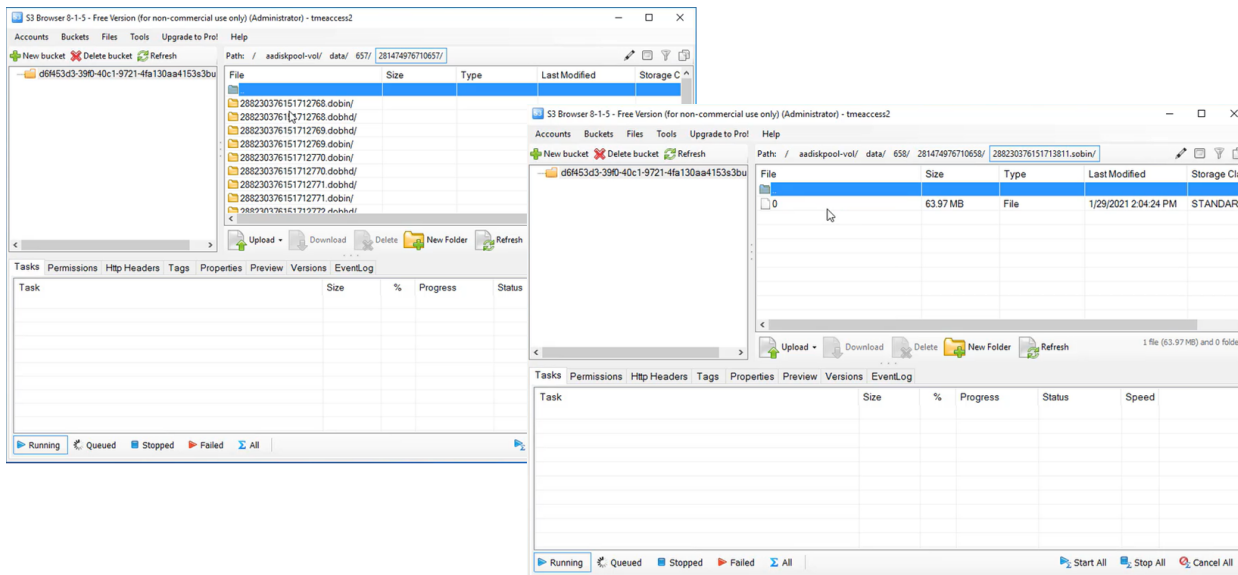 S3 Browser 8-1-5 - Free Version (for non-commercial use only) (Administrator) - tmeaccess2
Accounts Buckets Files Tools Upgrade to Pro! Help
New bucket Delete bucket Refresh Path: / aadiskpool-vol/ data/ 657/ 281474976710657/
d6f453d3-39f0-40c1-9721-4fa130aa4153s3bu
File Size Type Last Modified Storage C
..
288230376151712768.dobin/
288230376151712768.dobhd/
288230376151712769.dobhd/
288230376151712769.dobin/
288230376151712770.dobin/
288230376151712770.dobhd/
288230376151712771.dobhd/
288230376151712771.dobin/
288230376151712772.dobhd/
Upload Download Delete New Folder Refresh
Tasks Permissions Http Headers Tags Properties Preview Versions EventLog
Task Size % Progress Status
Running Queued Stopped Failed All
S3 Browser 8-1-5 - Free Version (for non-commercial use only) (Administrator) - tmeaccess2
Accounts Buckets Files Tools Upgrade to Pro! Help
New bucket Delete bucket Refresh Path: / aadiskpool-vol/ data/ 658/ 281474976710658/ 288230376151713811.sobin/
d6f453d3-39f0-40c1-9721-4fa130aa4153s3bu
File Size Type Last Modified Storage Cla
..
0 63.97 MB File 1/29/2021 2:04:24 PM STANDAR
Upload Download Delete New Folder Refresh 1 file (63.97 MB) and 0 folde
Tasks Permissions Http Headers Tags Properties Preview Versions EventLog
Task Size % Progress Status Speed
Running Queued Stopped Failed All Start All Stop All Cancel All